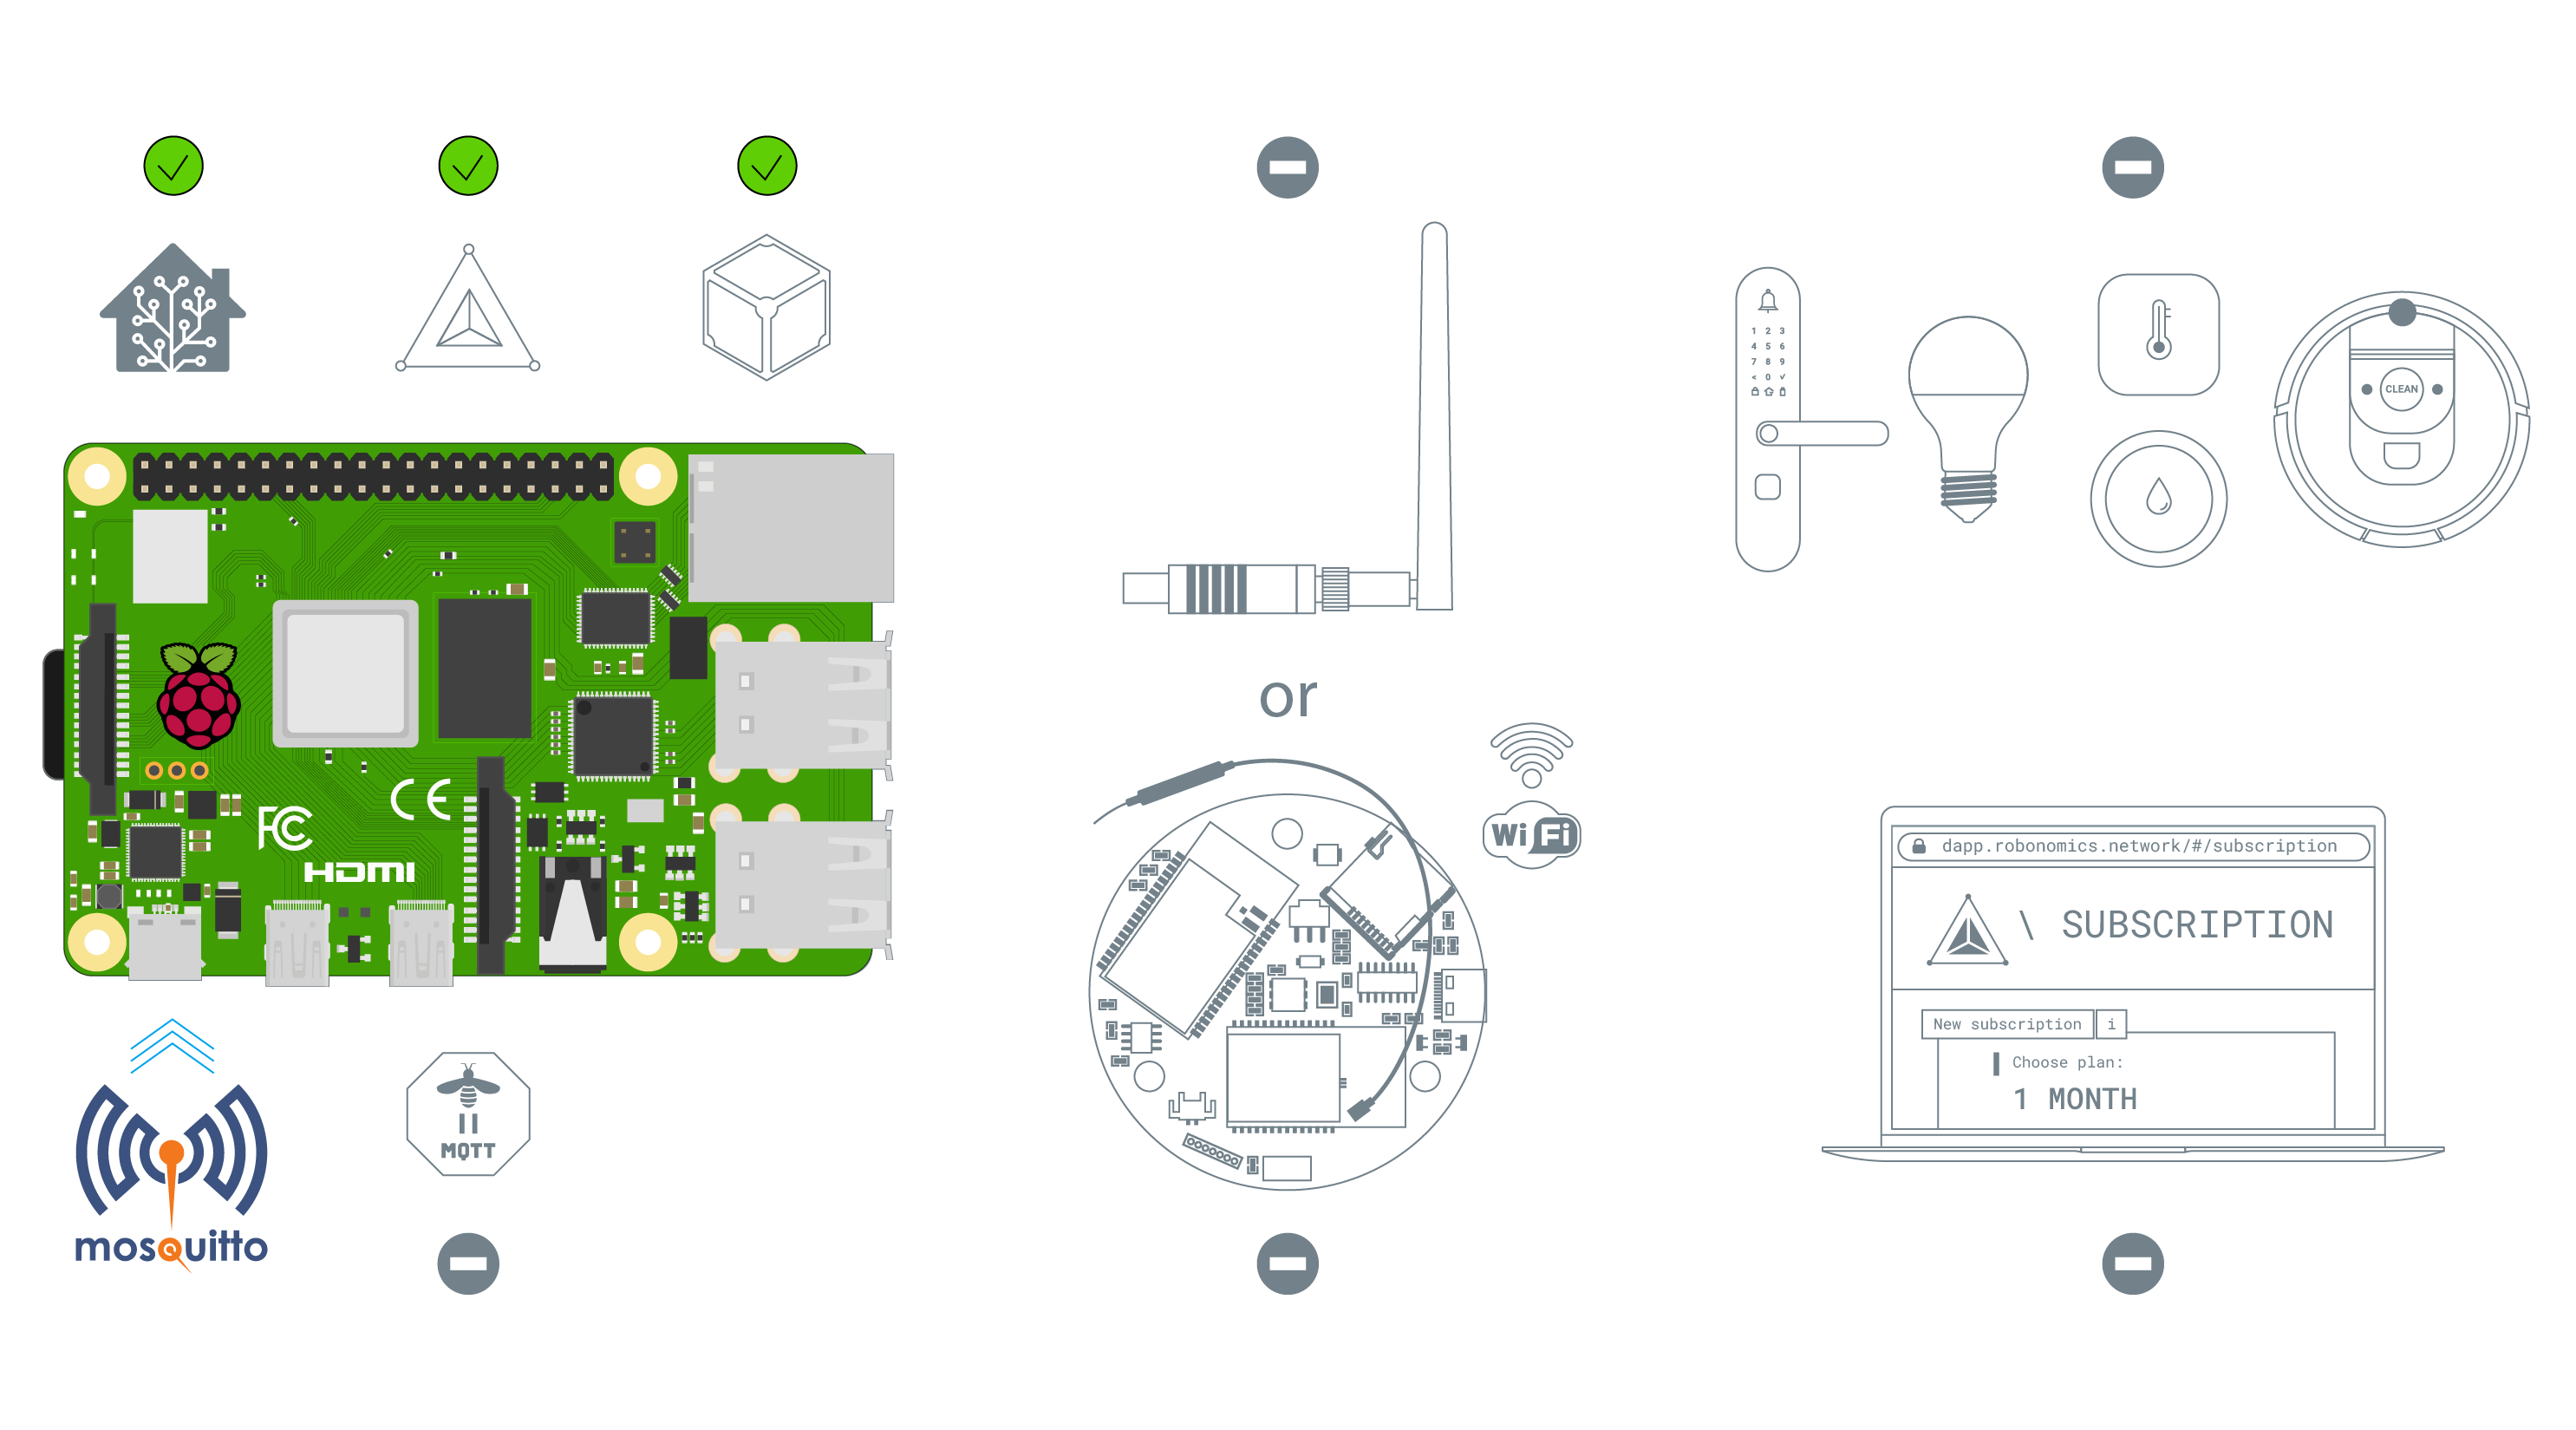 FC
CE
HDMI
mosquitto
MQTT
or
Wi Fi
1 2 3
4 5 6
7 8 9
< 0 ✓
CLEAN
dapp.robonomics.network/#/subscription
\ SUBSCRIPTION
New subscription i
Choose plan:
1 MONTH